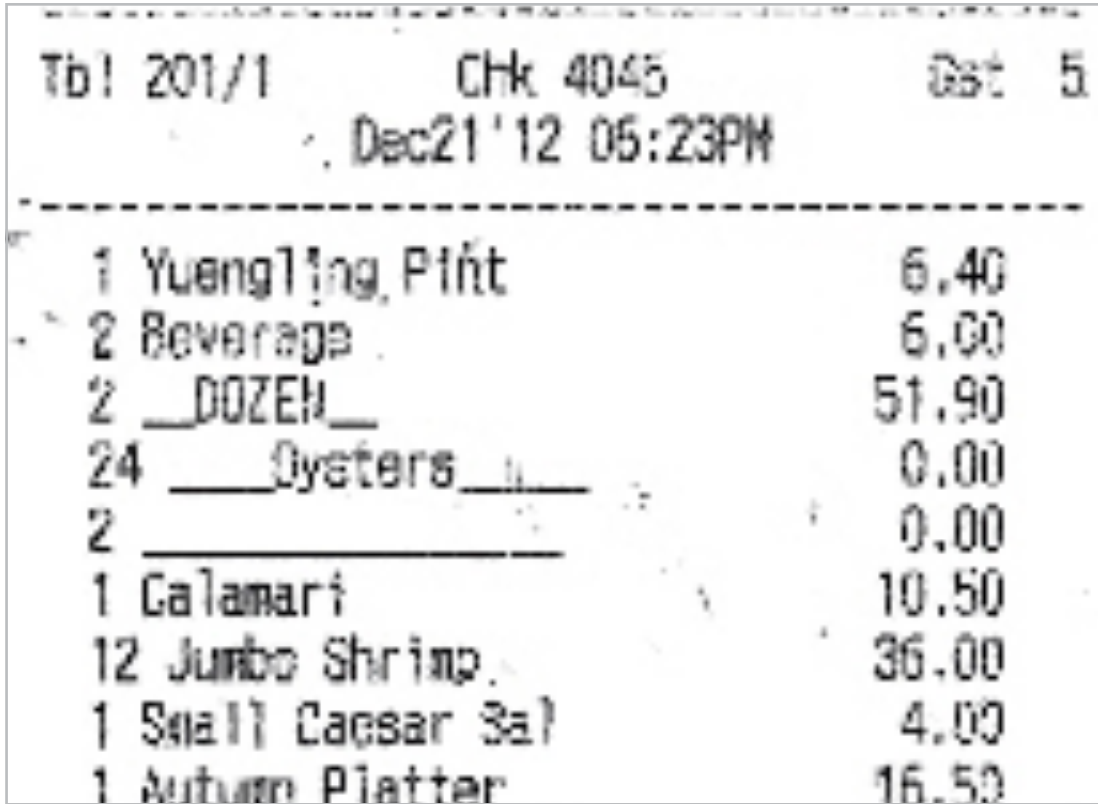 Tbl 201/1 Chk 4045 Gst 5
Dec21'12 05:23PM
1 Yuengling Pint 6.40
2 Beverage 6.00
2 __DOZEN__ 51.90
24 ____Oysters_____ 0.00
2 ________________ 0.00
1 Calamari 10.50
12 Jumbo Shrimp 36.00
1 Small Caesar Sal 4.00
1 Autumn Platter 16.50